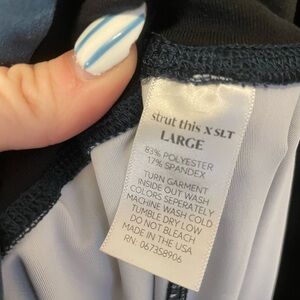 strut this x SLT
LARGE
83% POLYESTER
17% SPANDEX
TURN GARMENT
INSIDE OUT WASH
COLORS SEPERATELY
MACHINE WASH COLD
TUMBLE DRY LOW
DO NOT BLEACH
MADE IN THE USA
RN: 067358906